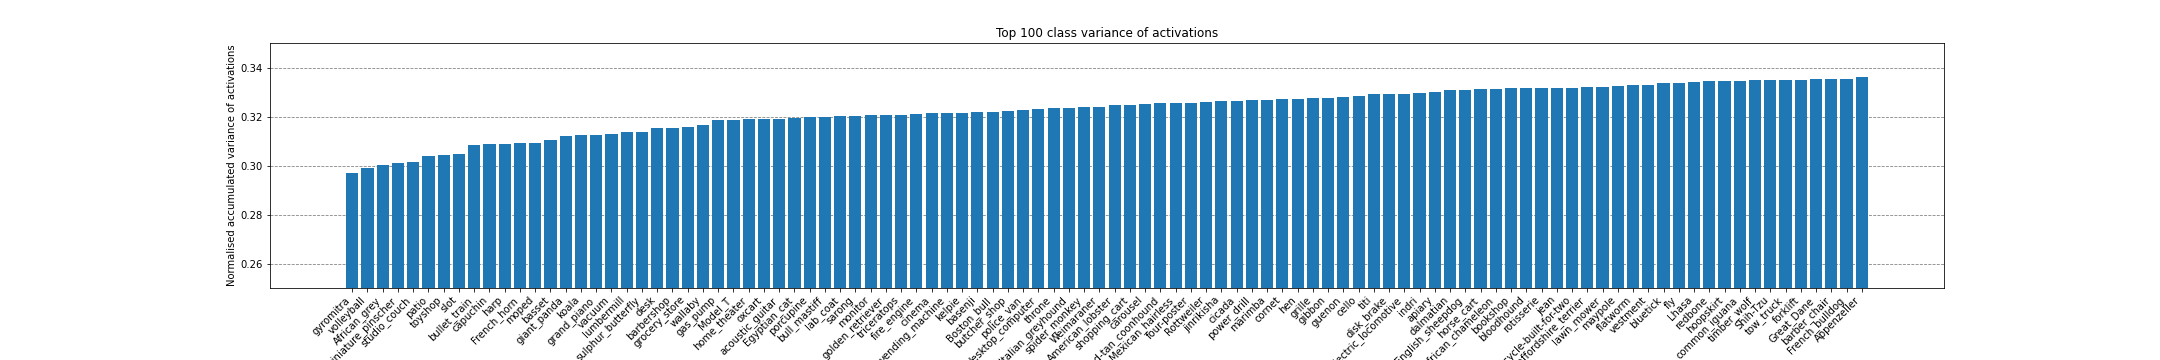 Top 100 class variance of activations
Normalised accumulated variance of activations
0.34
0.32
0.30
0.28
0.26
gyromitra
volleyball
African_grey
miniature_pinscher
studio_couch
patio
toyshop
slot
bullet_train
capuchin
harp
French_horn
moped
basset
giant_panda
koala
grand_piano
vacuum
lumbermill
sulphur_butterfly
desk
barbershop
grocery_store
wallaby
gas_pump
Model_T
home_theater
oxcart
acoustic_guitar
Egyptian_cat
porcupine
bull_mastiff
lab_coat
sarong
monitor
golden_retriever
triceratops
fire_engine
cinema
vending_machine
kelpie
basenji
Boston_bull
butcher_shop
police_van
desktop_computer
throne
Italian_greyhound
spider_monkey
Weimaraner
American_lobster
shopping_cart
carousel
d-tan_coonhound
Mexican_hairless
four-poster
Rottweiler
jinrikisha
cicada
power_drill
marimba
cornet
hen
grille
gibbon
guenon
cello
titi
disk_brake
ectric_locomotive
indri
apiary
dalmatian
English_sheepdog
horse_cart
frican_chameleon
bookshop
bloodhound
rotisserie
jean
cycle-built-for-two
affordshire_terrier
lawn_mower
maypole
flatworm
vestment
bluetick
fly
Lhasa
redbone
hoopskirt
common_iguana
timber_wolf
Shih-Tzu
tow_truck
forklift
Great_Dane
barber_chair
French_bulldog
Appenzeller